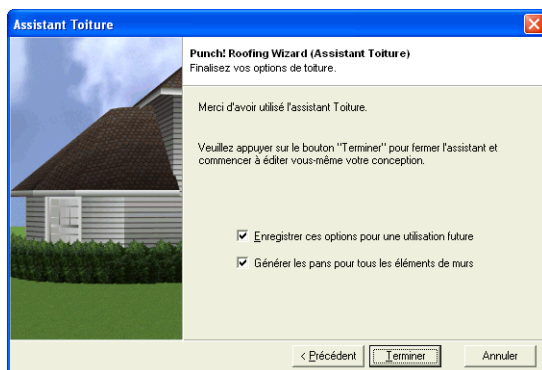 Assistant Toiture
Punch! Roofing Wizard (Assistant Toiture)
Finalisez vos options de toiture.
Merci d'avoir utilisé l'assistant Toiture.
Veuillez appuyer sur le bouton "Terminer" pour fermer l'assistant et
commencer à éditer vous-même votre conception.
Enregistrer ces options pour une utilisation future
Générer les pans pour tous les éléments de murs
< Précédent
Terminer
Annuler